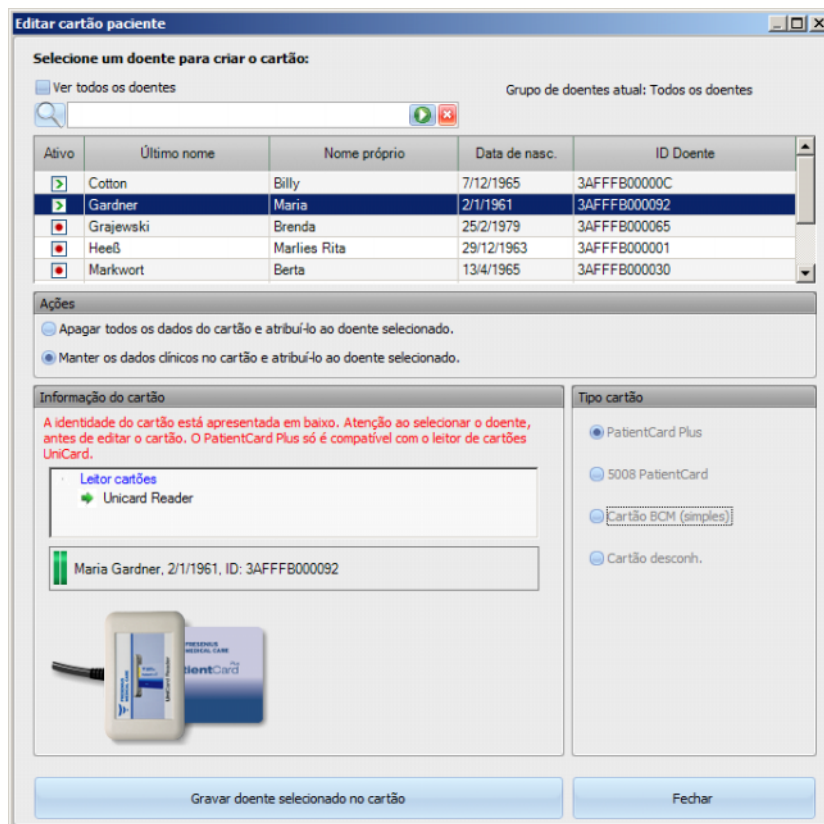 Editar cartão paciente
Selecione um doente para criar o cartão:
Ver todos os doentes
Grupo de doentes atual: Todos os doentes
Ativo Último nome Nome próprio Data de nasc. ID Doente
Cotton Billy 7/12/1965 3AFFFB00000C
Gardner Maria 2/1/1961 3AFFFB000092
Grajewski Brenda 25/2/1979 3AFFFB000065
Heeß Marlies Rita 29/12/1963 3AFFFB000001
Markwort Berta 13/4/1965 3AFFFB000030
Ações
Apagar todos os dados do cartão e atribuí-lo ao doente selecionado.
Manter os dados clínicos no cartão e atribuí-lo ao doente selecionado.
Informação do cartão
A identidade do cartão está apresentada em baixo. Atenção ao selecionar o doente,
antes de editar o cartão. O PatientCard Plus só é compatível com o leitor de cartões
UniCard.
Leitor cartões
Unicard Reader
Maria Gardner, 2/1/1961, ID: 3AFFFB000092
FRESENIUS
MEDICAL CARE
UniCard Reader
FRESENIUS
MEDICAL CARE
Plus
tientCard
Tipo cartão
PatientCard Plus
5008 PatientCard
Cartão BCM (simples)
Cartão desconh.
Gravar doente selecionado no cartão
Fechar